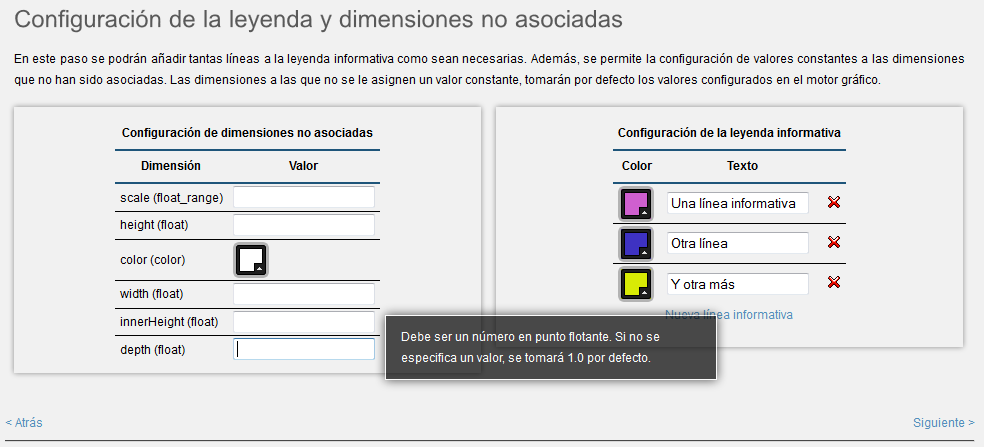 Configuración de la leyenda y dimensiones no asociadas
En este paso se podrán añadir tantas líneas a la leyenda informativa como sean necesarias. Además, se permite la configuración de valores constantes a las dimensiones
que no han sido asociadas. Las dimensiones a las que no se le asignen un valor constante, tomarán por defecto los valores configurados en el motor gráfico.
Configuración de dimensiones no asociadas
Dimensión Valor
scale (float_range)
height (float)
color (color)
width (float)
innerHeight (float)
depth (float)
Configuración de la leyenda informativa
Color Texto
Una línea informativa
Otra línea
Y otra más
Nueva línea informativa
Debe ser un número en punto flotante. Si no se
especifica un valor, se tomará 1.0 por defecto.
< Atrás
Siguiente >